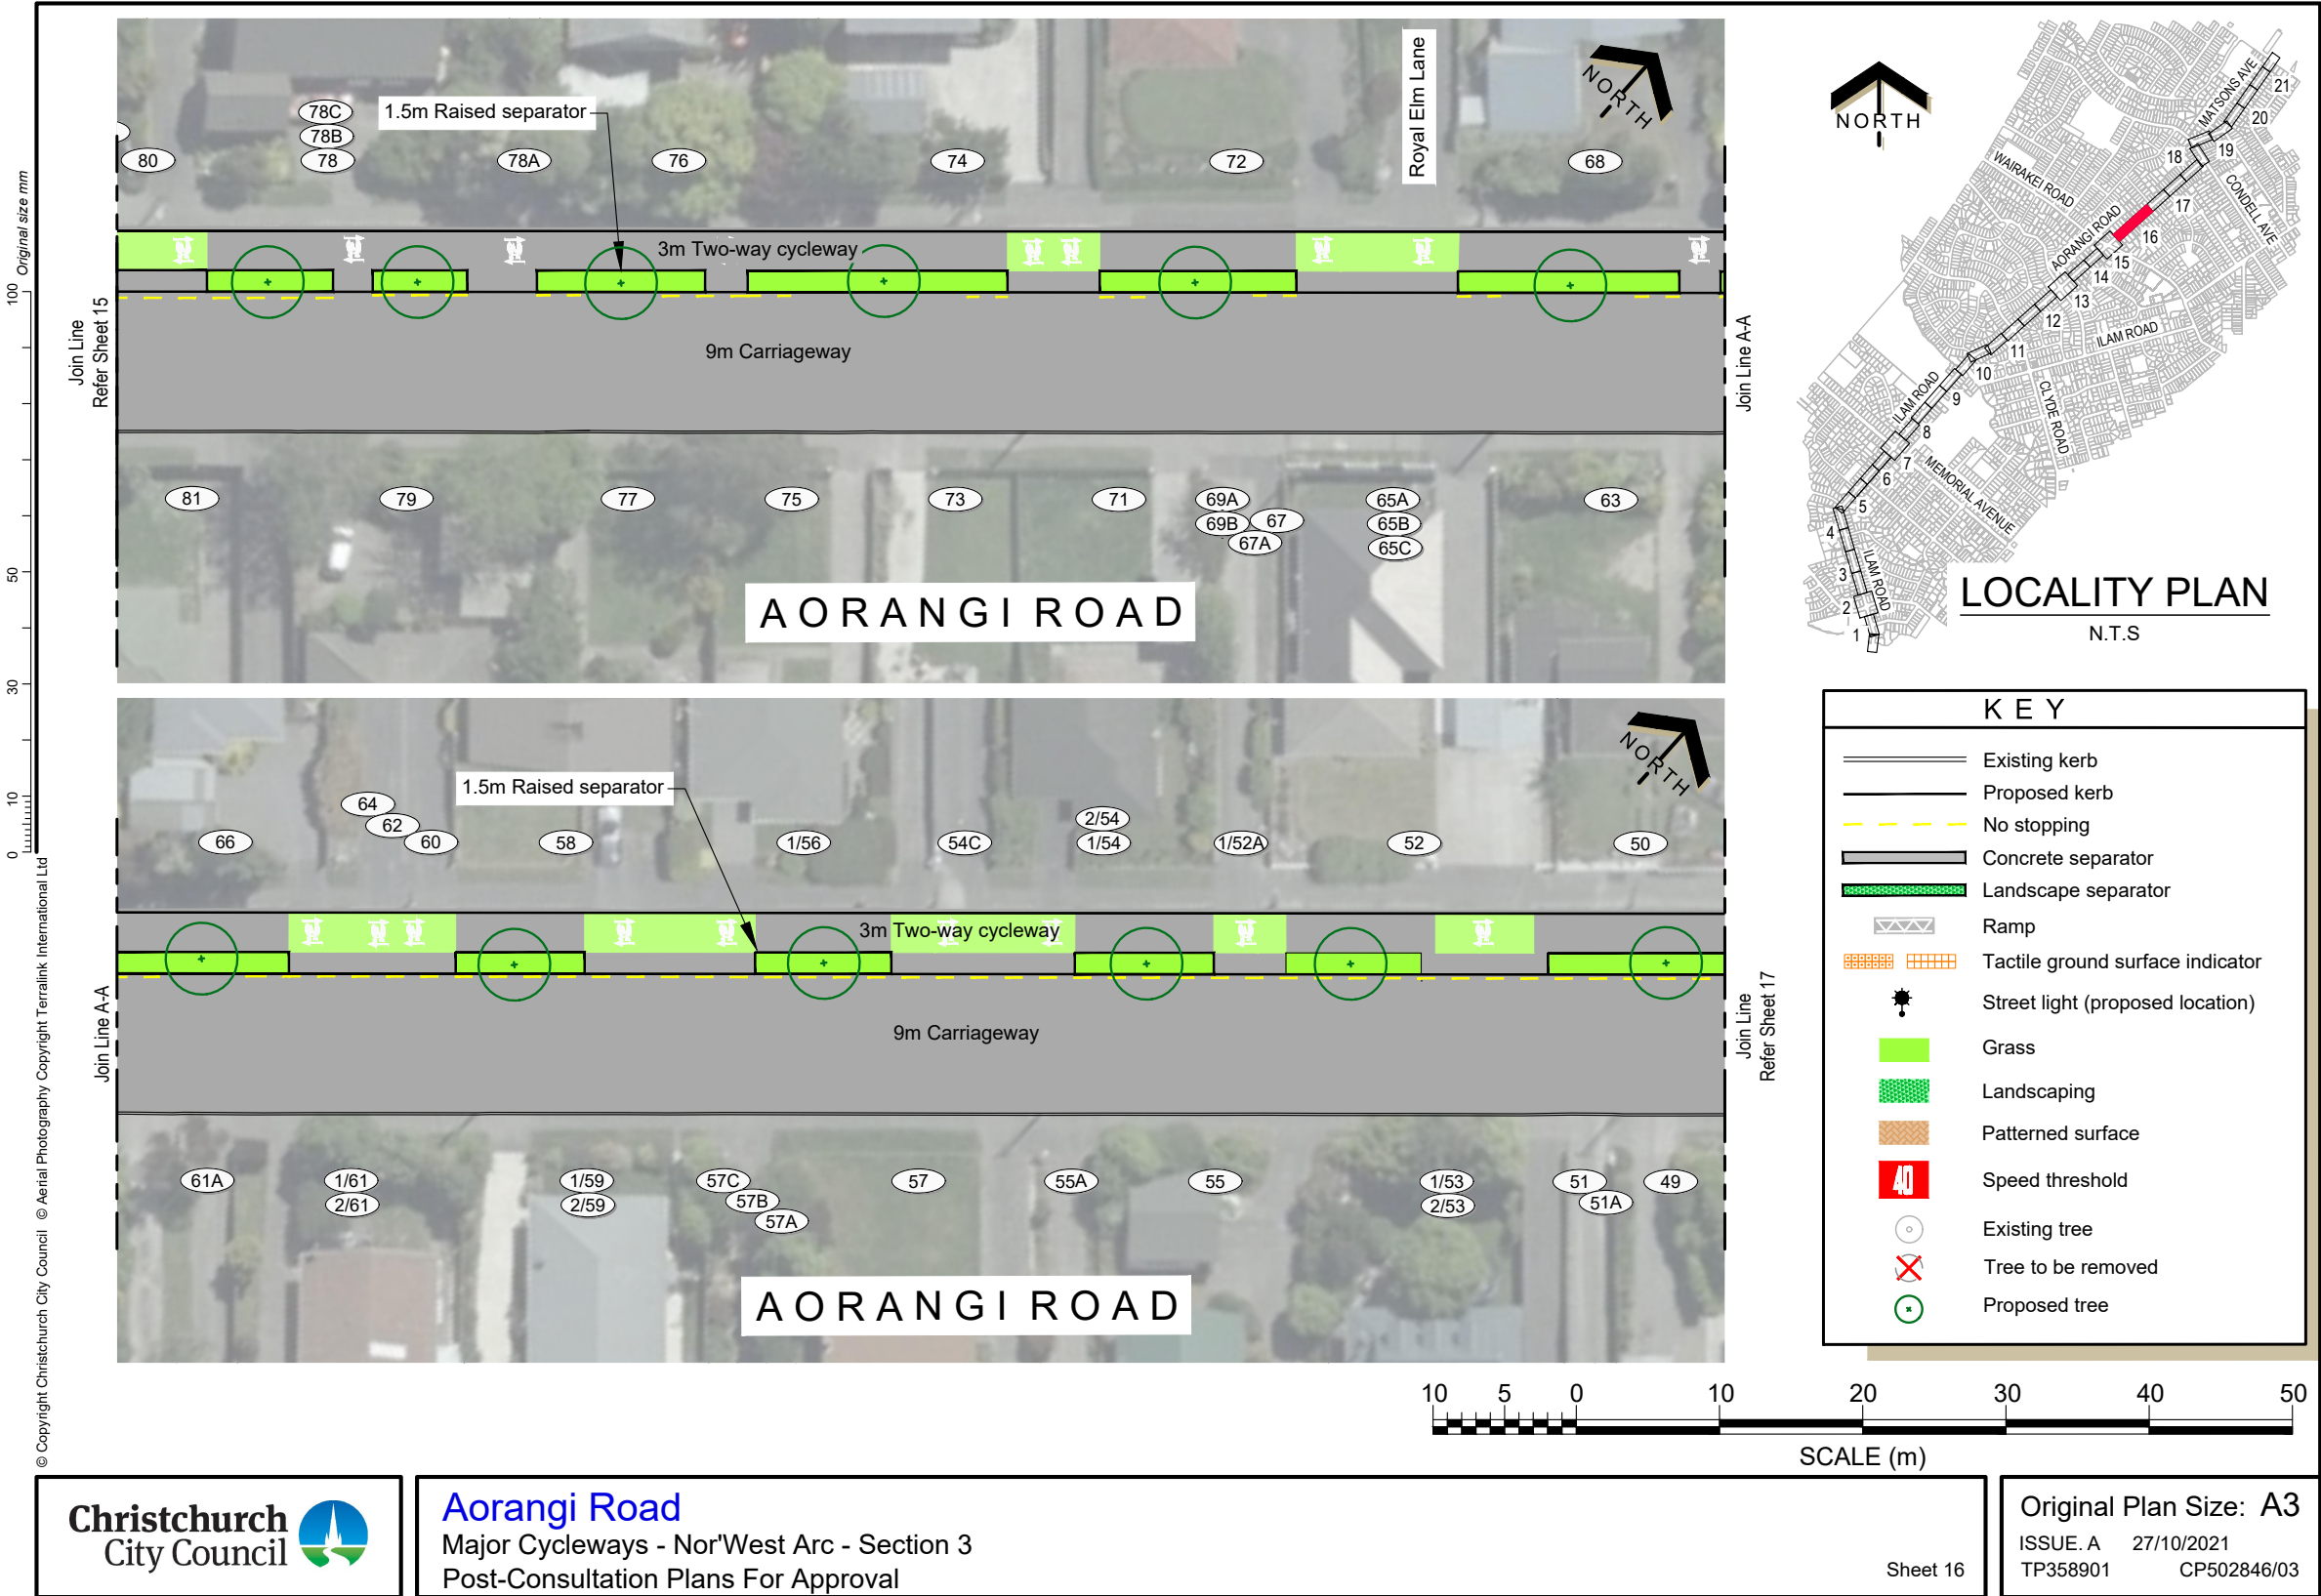 78C
78B
78
80
1.5m Raised separator
78A
76
74
72
Royal Elm Lane
68
NORTH
3m Two-way cycleway
Join Line
Refer Sheet 15
9m Carriageway
Join Line A-A
81
79
77
75
73
71
69A
69B
67
67A
65A
65B
65C
63
AORANGI ROAD
1.5m Raised separator
64
62
60
66
58
1/56
54C
2/54
1/54
1/52A
52
50
NORTH
3m Two-way cycleway
Join Line A-A
9m Carriageway
Join Line
Refer Sheet 17
61A
1/61
2/61
1/59
2/59
57C
57B
57A
57
55A
55
1/53
2/53
51
51A
49
AORANGI ROAD
NORTH
MATSONS AVE
21
20
19
18
WAIRAKEI ROAD
CONDELL AVE
17
AORANGI ROAD
16
15
14
13
12
ILAM ROAD
11
10
ILAM ROAD
9
CLYDE ROAD
8
7
MEMORIAL AVENUE
6
5
4
3
ILAM ROAD
2
1
LOCALITY PLAN
N.T.S
KEY
Existing kerb
Proposed kerb
No stopping
Concrete separator
Landscape separator
Ramp
Tactile ground surface indicator
Street light (proposed location)
Grass
Landscaping
Patterned surface
40
Speed threshold
Existing tree
Tree to be removed
Proposed tree
10 5 0 10 20 30 40 50
SCALE (m)
Original size mm
100
50
30
10
0
© Copyright Christchurch City Council © Aerial Photography Copyright Terralink International Ltd
Christchurch
City Council
Aorangi Road
Major Cycleways - Nor'West Arc - Section 3
Post-Consultation Plans For Approval
Sheet 16
Original Plan Size: A3
ISSUE. A 27/10/2021
TP358901 CP502846/03